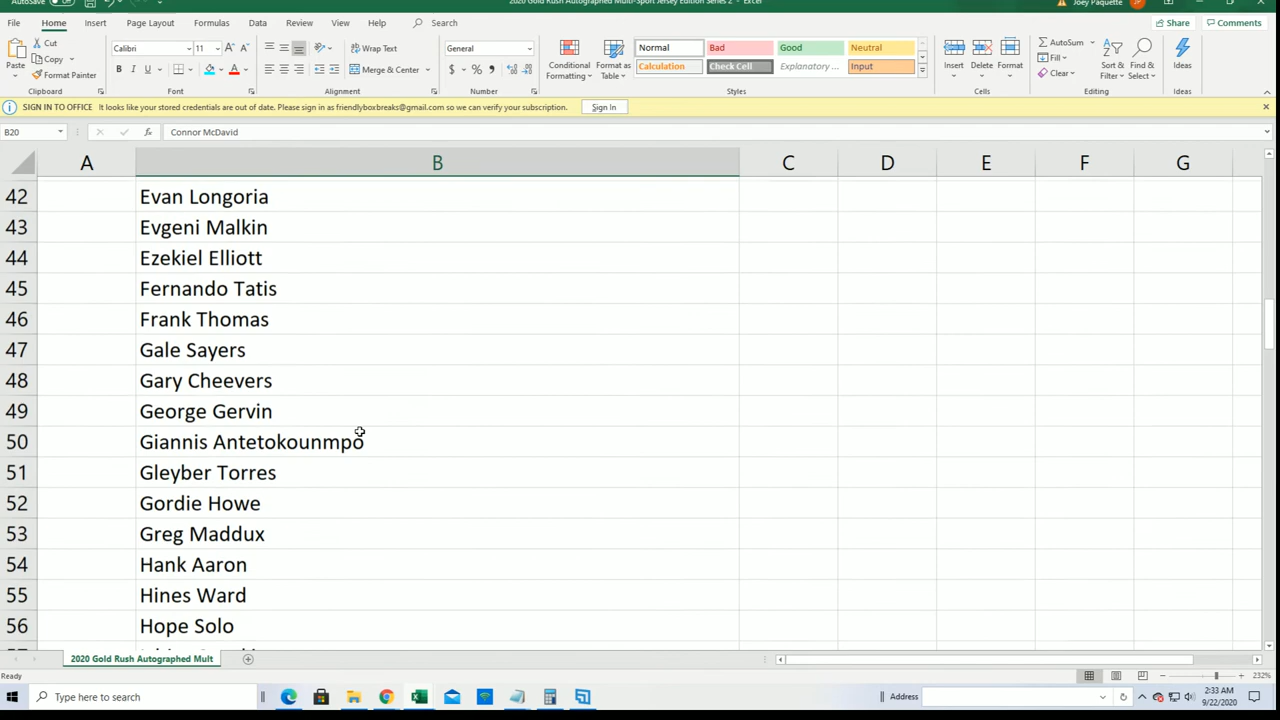 AutoSave
2020 Gold Rush Autographed Multi-Sport Jersey Edition Series 2 - Excel
Joey Paquette
File Home Insert Page Layout Formulas Data Review View Help Search
Share Comments
Paste
Cut
Copy
Format Painter
Clipboard
Calibri 11
B I U
Font
Wrap Text
Merge & Center
Alignment
General
$ % ,
Number
Conditional Formatting
Format as Table
Normal Bad Good Neutral
Calculation Check Cell Explanatory ... Input
Styles
Insert Delete Format
Cells
AutoSum
Fill
Clear
Sort & Filter
Find & Select
Editing
Ideas
Ideas
SIGN IN TO OFFICE It looks like your stored credentials are out of date. Please sign in as friendlyboxbreaks@gmail.com so we can verify your subscription. Sign In
B20 fx Connor McDavid
A B C D E F G
42 Evan Longoria
43 Evgeni Malkin
44 Ezekiel Elliott
45 Fernando Tatis
46 Frank Thomas
47 Gale Sayers
48 Gary Cheevers
49 George Gervin
50 Giannis Antetokounmpo
51 Gleyber Torres
52 Gordie Howe
53 Greg Maddux
54 Hank Aaron
55 Hines Ward
56 Hope Solo
2020 Gold Rush Autographed Mult
Ready
232%
Type here to search
Address
2:33 AM
9/22/2020